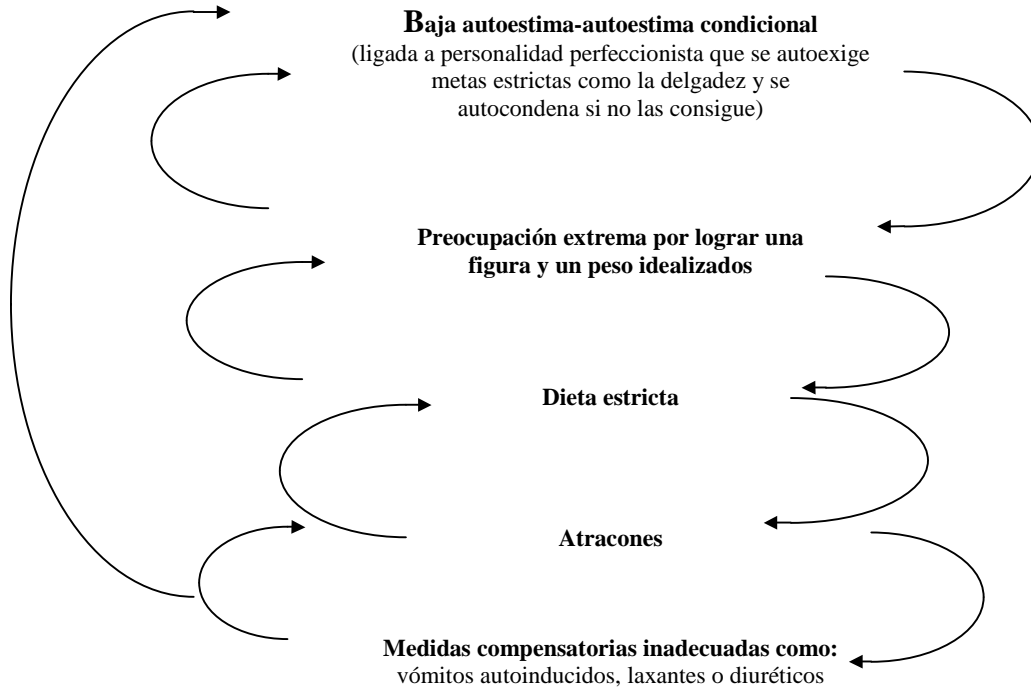 Baja autoestima-autoestima condicional
(ligada a personalidad perfeccionista que se autoexige
metas estrictas como la delgadez y se
autocondena si no las consigue)
Preocupación extrema por lograr una
figura y un peso idealizados
Dieta estricta
Atracones
Medidas compensatorias inadecuadas como:
vómitos autoinducidos, laxantes o diuréticos